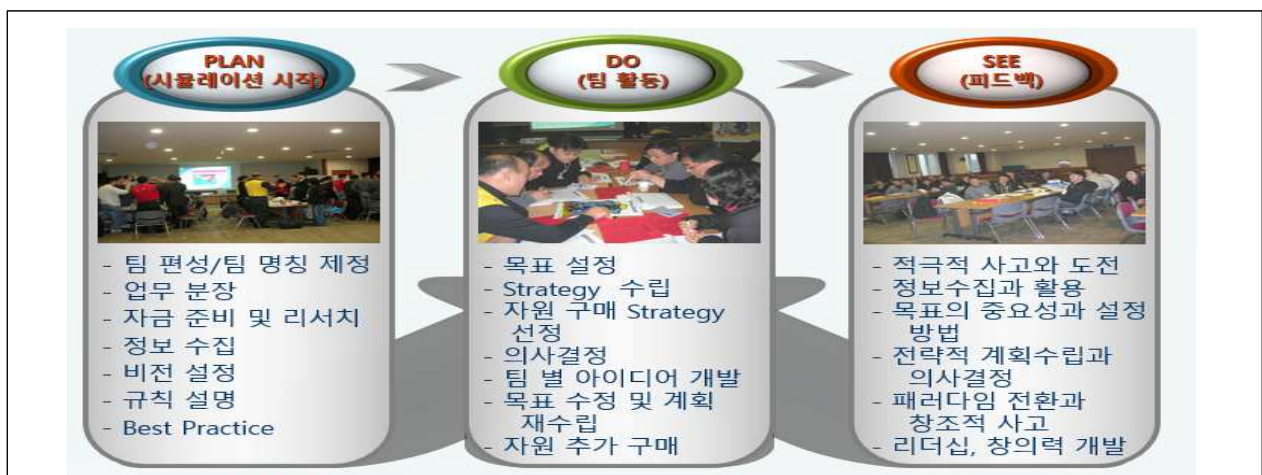 PLAN
(시뮬레이션 시작)
- 팀 편성/팀 명칭 제정
- 업무 분장
- 자금 준비 및 리서치
- 정보 수집
- 비전 설정
- 규칙 설명
- Best Practice
DO
(팀 활동)
- 목표 설정
- Strategy 수립
- 자원 구매 Strategy
선정
- 의사결정
- 팀 별 아이디어 개발
- 목표 수정 및 계획
재수립
- 자원 추가 구매
SEE
(피드백)
- 적극적 사고와 도전
- 정보수집과 활용
- 목표의 중요성과 설정
방법
- 전략적 계획수립과
의사결정
- 패러다임 전환과
창조적 사고
- 리더십, 창의력 개발